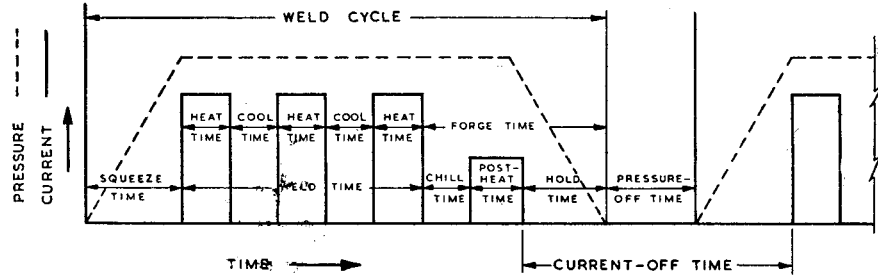 WELD CYCLE
PRESSURE
CURRENT
HEAT TIME
COOL TIME
HEAT TIME
COOL TIME
HEAT TIME
FORGE TIME
SQUEEZE TIME
WELD TIME
CHILL TIME
POST-HEAT TIME
HOLD TIME
PRESSURE-OFF TIME
TIME
CURRENT-OFF TIME